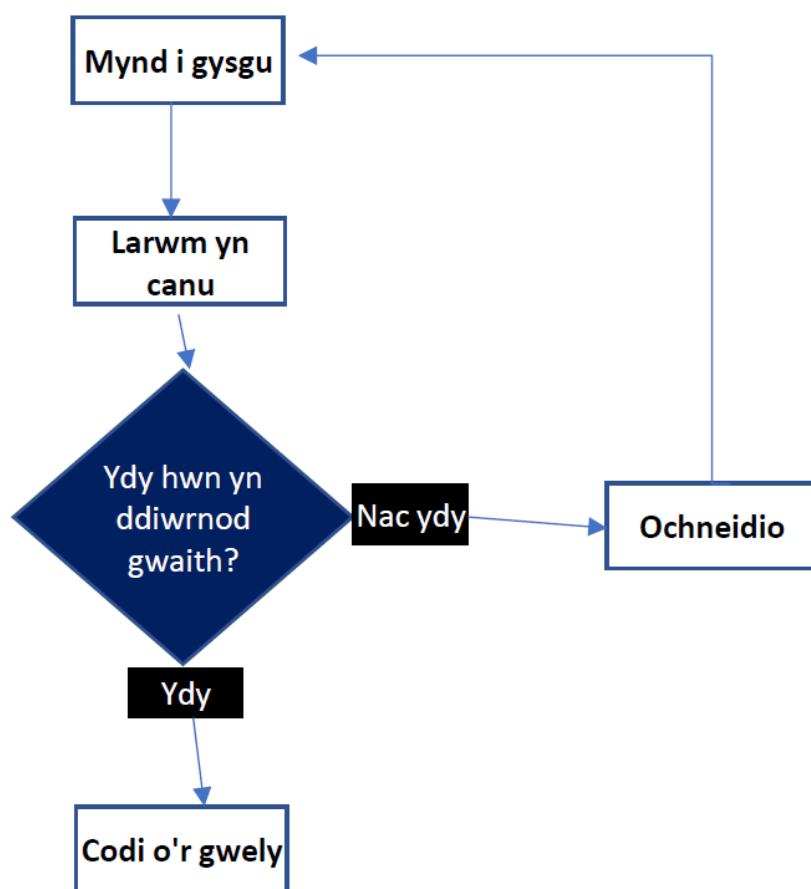 Mynd i gysgu
Larwm yn
canu
Ydy hwn yn
ddiwrnod
gwaith?
Nac ydy
Ochneidio
Ydy
Codi o'r gwely